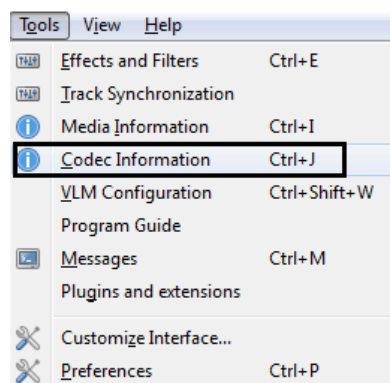 Tools View Help
Effects and Filters Ctrl+E
Track Synchronization
Media Information Ctrl+I
Codec Information Ctrl+J
VLM Configuration Ctrl+Shift+W
Program Guide
Messages Ctrl+M
Plugins and extensions
Customize Interface...
Preferences Ctrl+P